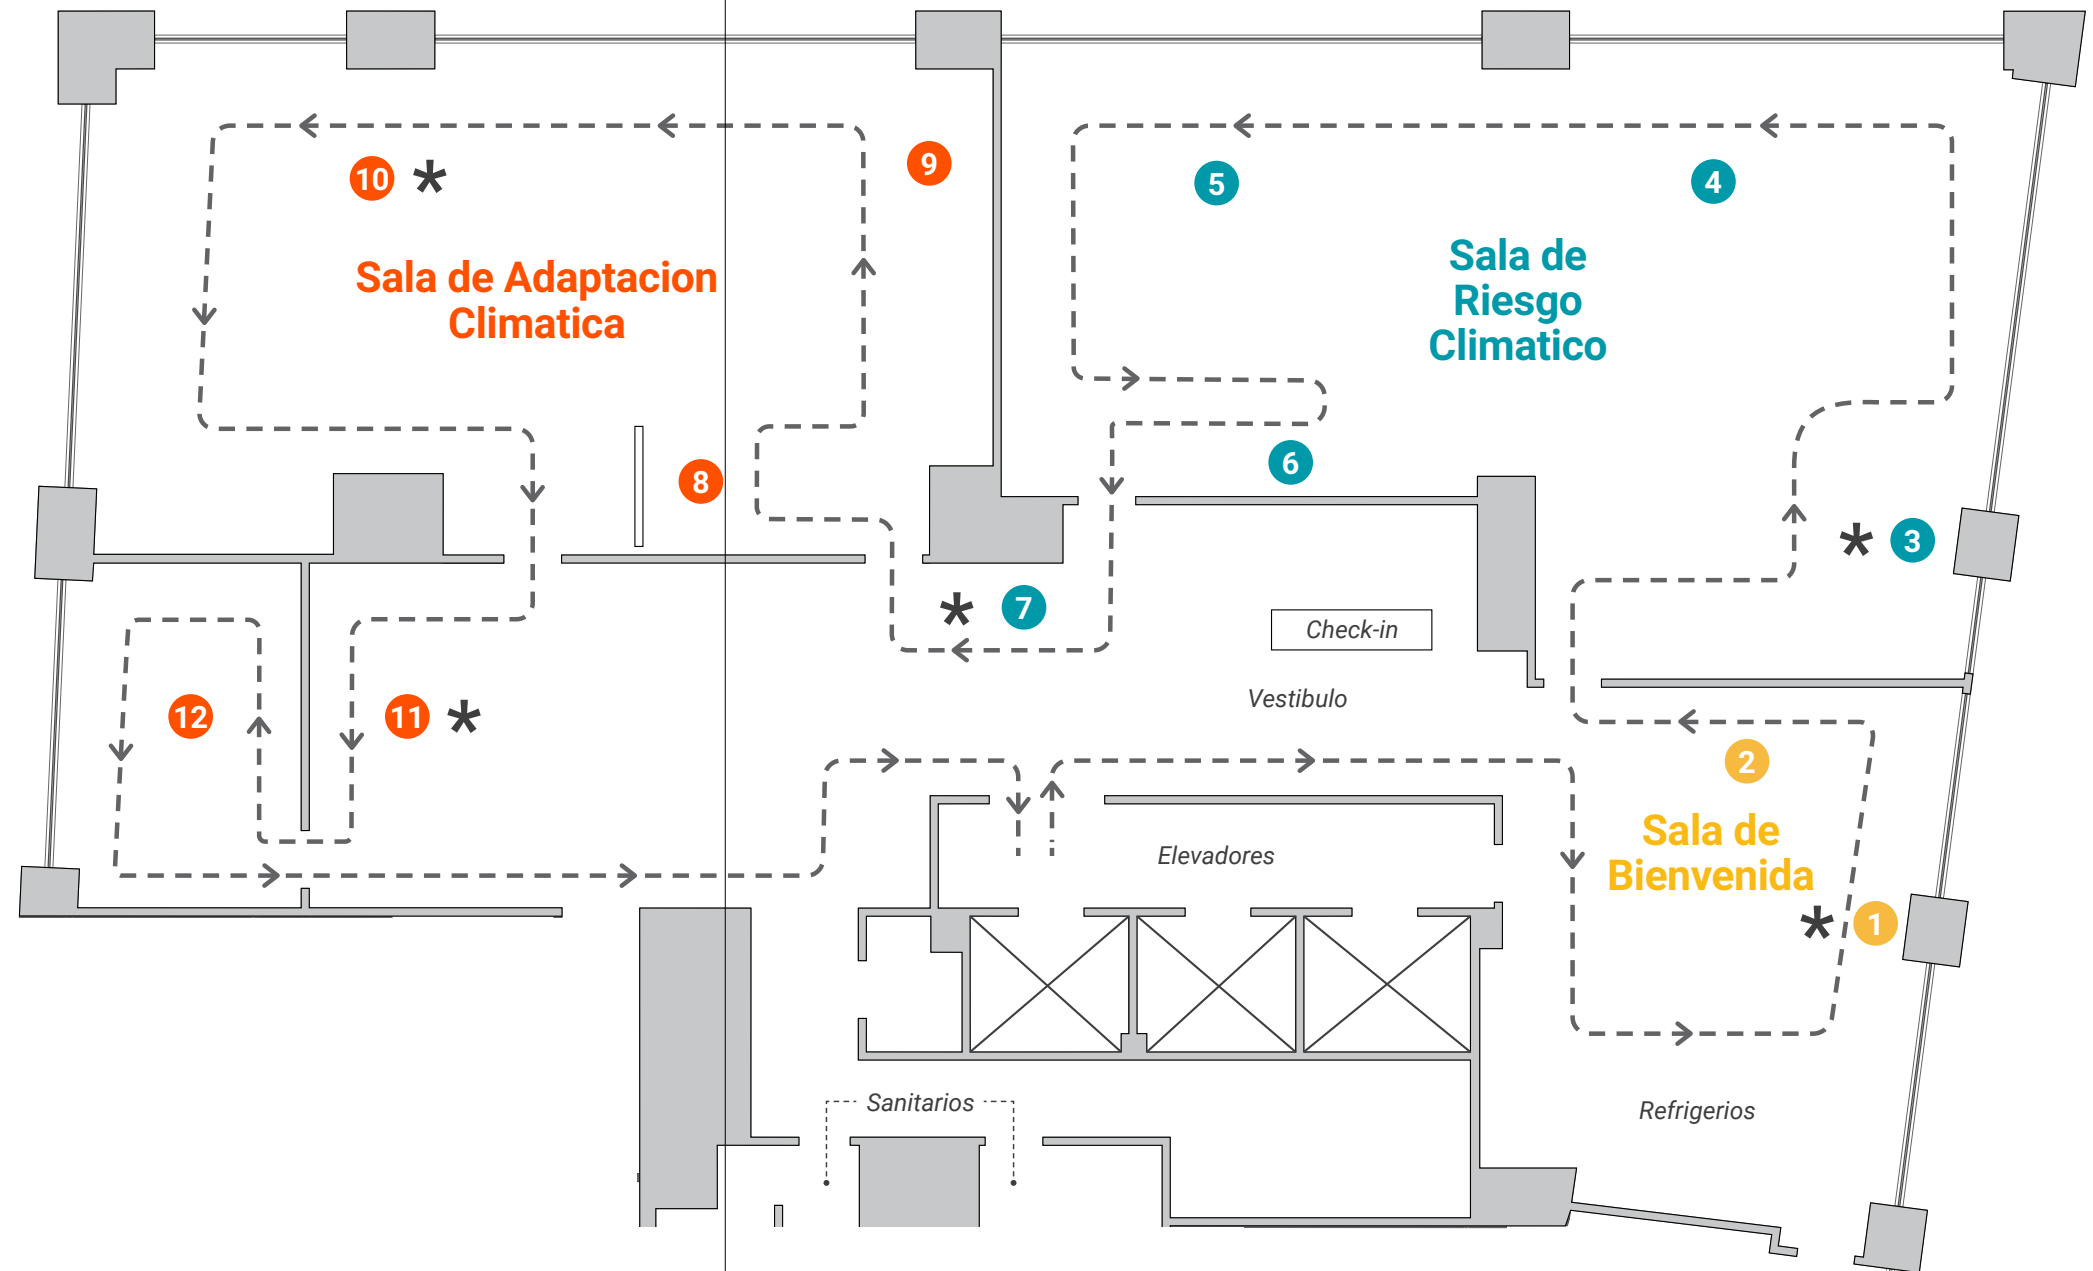 9
10 *
5
4
Sala de Adaptacion
Climatica
Sala de
Riesgo
Climatico
8
6
* 3
* 7
Check-in
Vestibulo
12
11 *
2
Sala de
Bienvenida
Elevadores
* 1
Sanitarios
Refrigerios